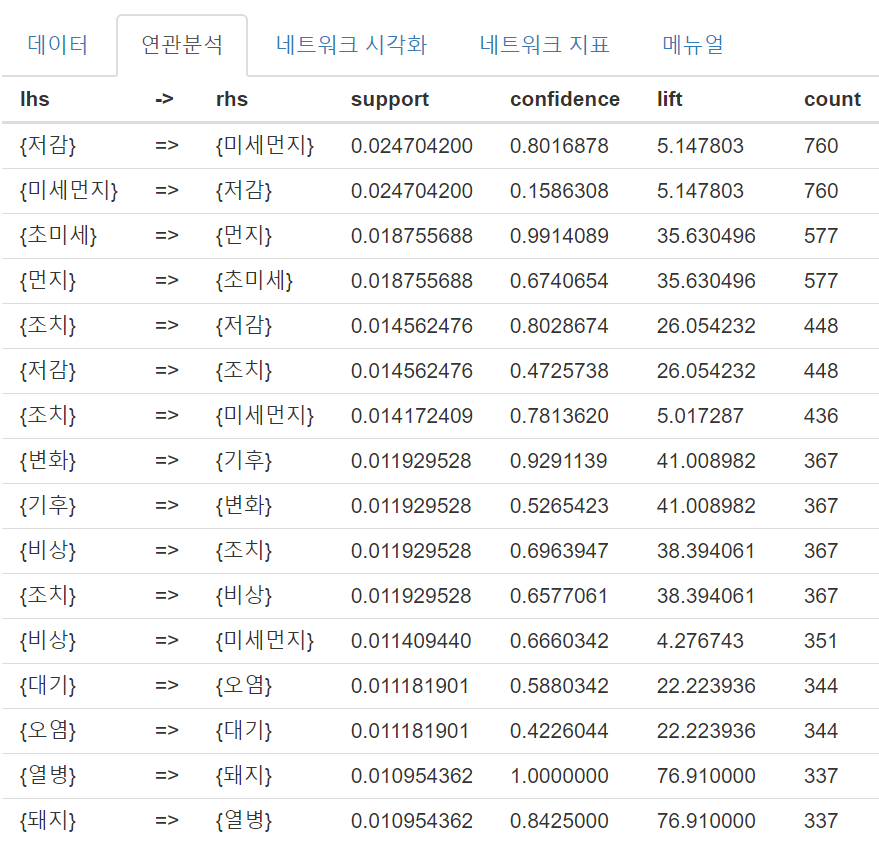 데이터 연관분석 네트워크 시각화 네트워크 지표 메뉴얼
lhs -> rhs support confidence lift count
{저감} => {미세먼지} 0.024704200 0.8016878 5.147803 760
{미세먼지} => {저감} 0.024704200 0.1586308 5.147803 760
{초미세} => {먼지} 0.018755688 0.9914089 35.630496 577
{먼지} => {초미세} 0.018755688 0.6740654 35.630496 577
{조치} => {저감} 0.014562476 0.8028674 26.054232 448
{저감} => {조치} 0.014562476 0.4725738 26.054232 448
{조치} => {미세먼지} 0.014172409 0.7813620 5.017287 436
{변화} => {기후} 0.011929528 0.9291139 41.008982 367
{기후} => {변화} 0.011929528 0.5265423 41.008982 367
{비상} => {조치} 0.011929528 0.6963947 38.394061 367
{조치} => {비상} 0.011929528 0.6577061 38.394061 367
{비상} => {미세먼지} 0.011409440 0.6660342 4.276743 351
{대기} => {오염} 0.011181901 0.5880342 22.223936 344
{오염} => {대기} 0.011181901 0.4226044 22.223936 344
{열병} => {돼지} 0.010954362 1.0000000 76.910000 337
{돼지} => {열병} 0.010954362 0.8425000 76.910000 337